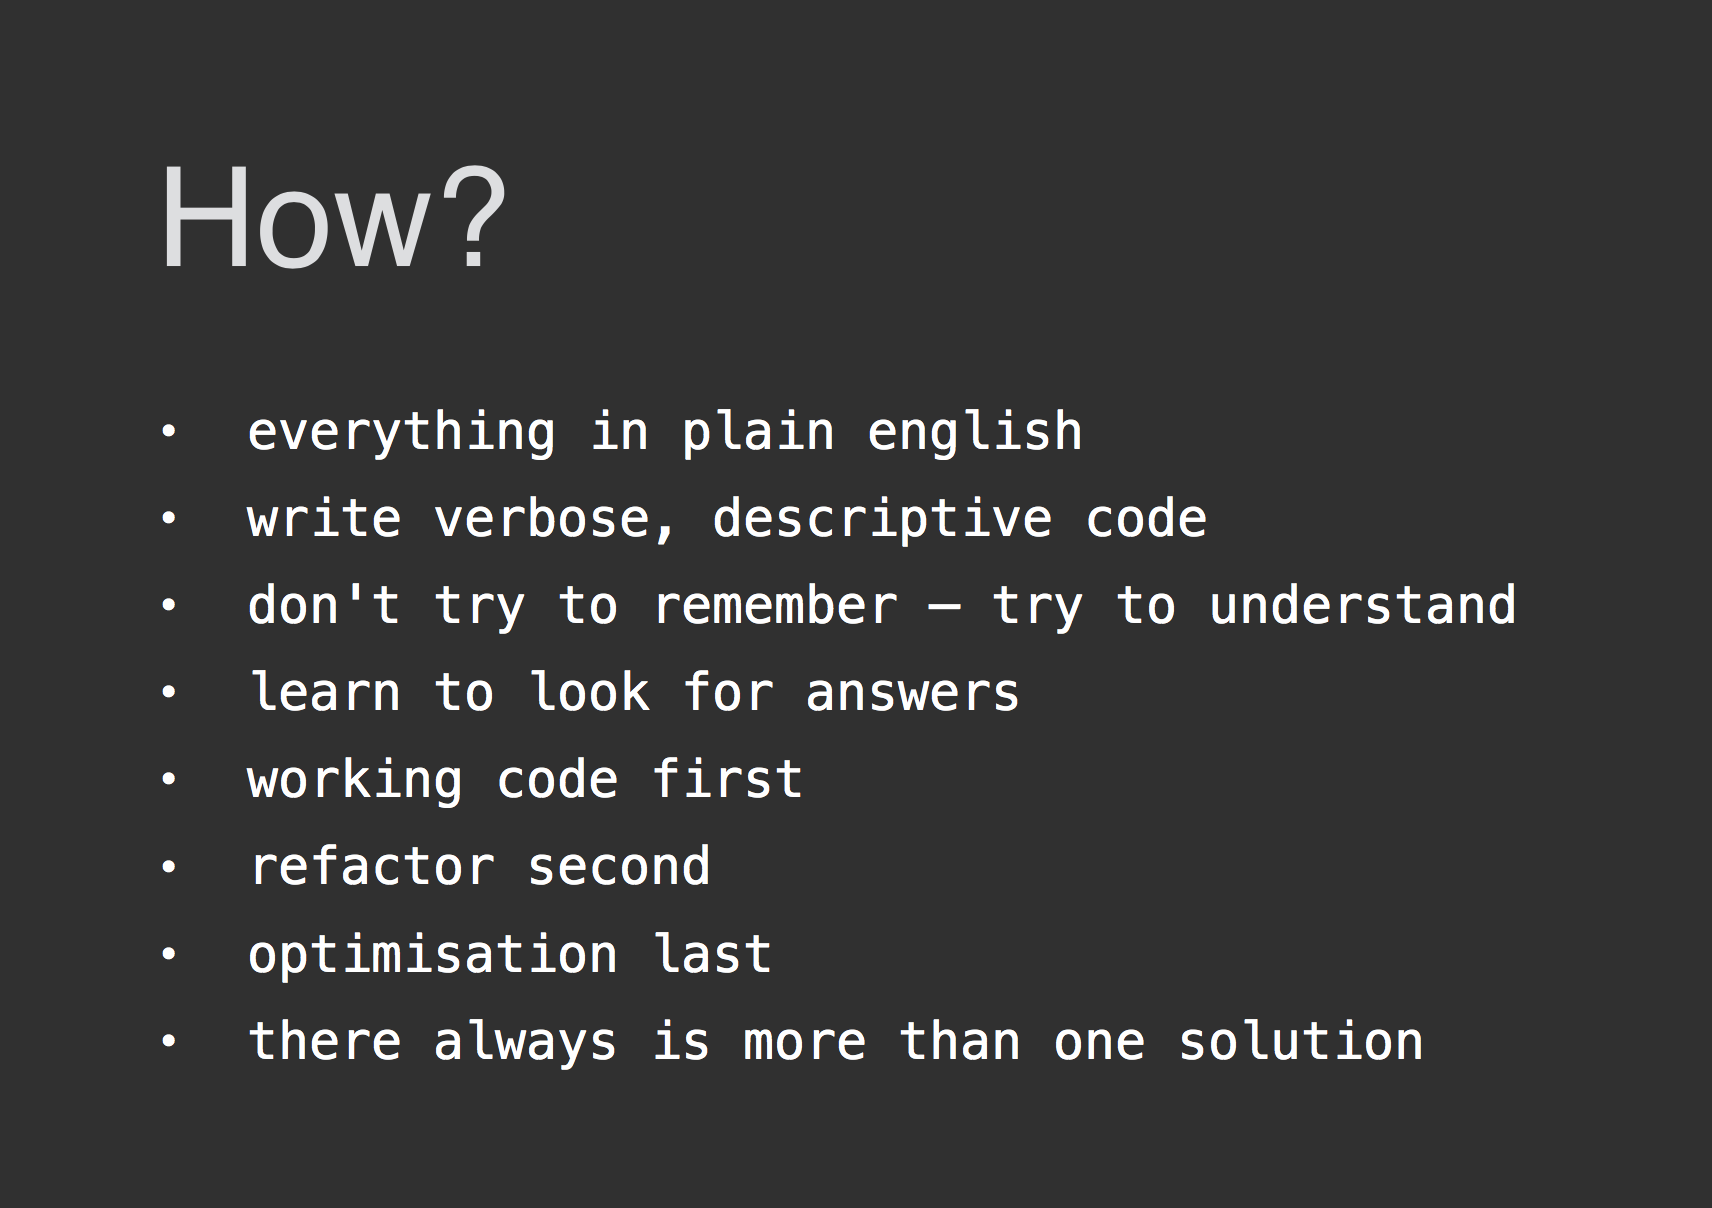 How?
• everything in plain english
• write verbose, descriptive code
• don't try to remember – try to understand
• learn to look for answers
• working code first
• refactor second
• optimisation last
• there always is more than one solution